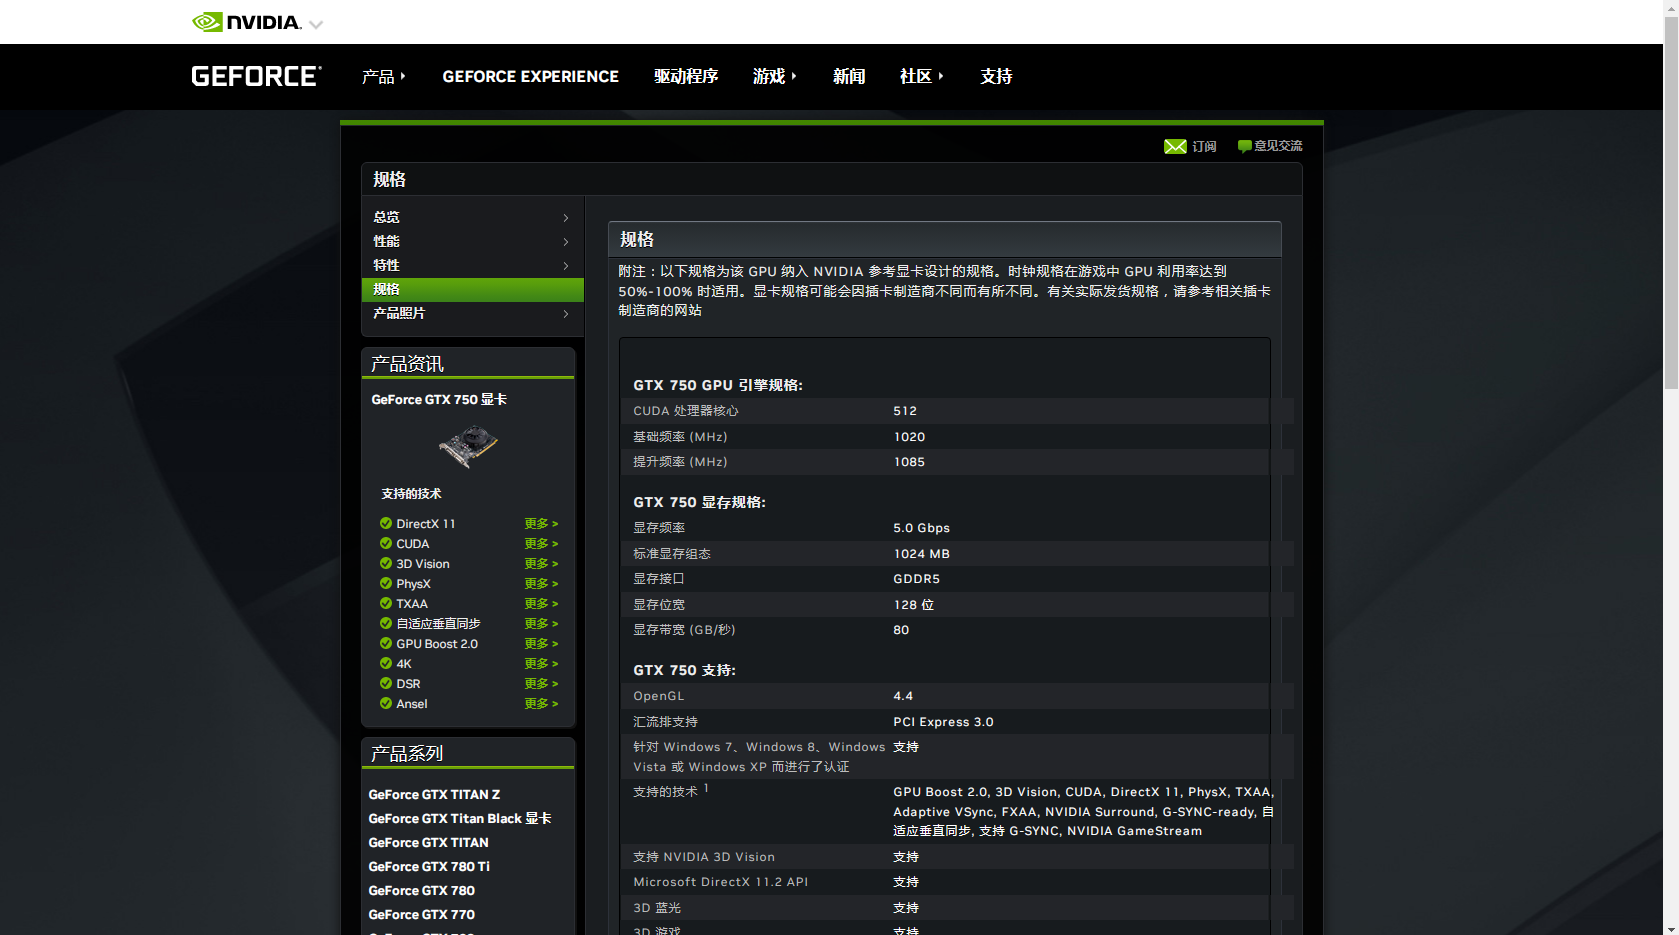 NVIDIA.
GEFORCE
产品
GEFORCE EXPERIENCE
驱动程序
游戏
新闻
社区
支持
订阅
意见交流
规格
总览
性能
特性
规格
产品照片
产品资讯
GeForce GTX 750 显卡
支持的技术
DirectX 11 更多 >
CUDA 更多 >
3D Vision 更多 >
PhysX 更多 >
TXAA 更多 >
自适应垂直同步 更多 >
GPU Boost 2.0 更多 >
4K 更多 >
DSR 更多 >
Ansel 更多 >
产品系列
GeForce GTX TITAN Z
GeForce GTX Titan Black 显卡
GeForce GTX TITAN
GeForce GTX 780 Ti
GeForce GTX 780
GeForce GTX 770
规格
附注：以下规格为该 GPU 纳入 NVIDIA 参考显卡设计的规格。时钟规格在游戏中 GPU 利用率达到
50%-100% 时适用。显卡规格可能会因插卡制造商不同而有所不同。有关实际发货规格，请参考相关插卡
制造商的网站
GTX 750 GPU 引擎规格:
CUDA 处理器核心 512
基础频率 (MHz) 1020
提升频率 (MHz) 1085
GTX 750 显存规格:
显存频率 5.0 Gbps
标准显存组态 1024 MB
显存接口 GDDR5
显存位宽 128 位
显存带宽 (GB/秒) 80
GTX 750 支持:
OpenGL 4.4
汇流排支持 PCI Express 3.0
针对 Windows 7、Windows 8、Windows 支持
Vista 或 Windows XP 而进行了认证
支持的技术 1 GPU Boost 2.0, 3D Vision, CUDA, DirectX 11, PhysX, TXAA,
Adaptive VSync, FXAA, NVIDIA Surround, G-SYNC-ready, 自
适应垂直同步, 支持 G-SYNC, NVIDIA GameStream
支持 NVIDIA 3D Vision 支持
Microsoft DirectX 11.2 API 支持
3D 蓝光 支持
3D 游戏 支持